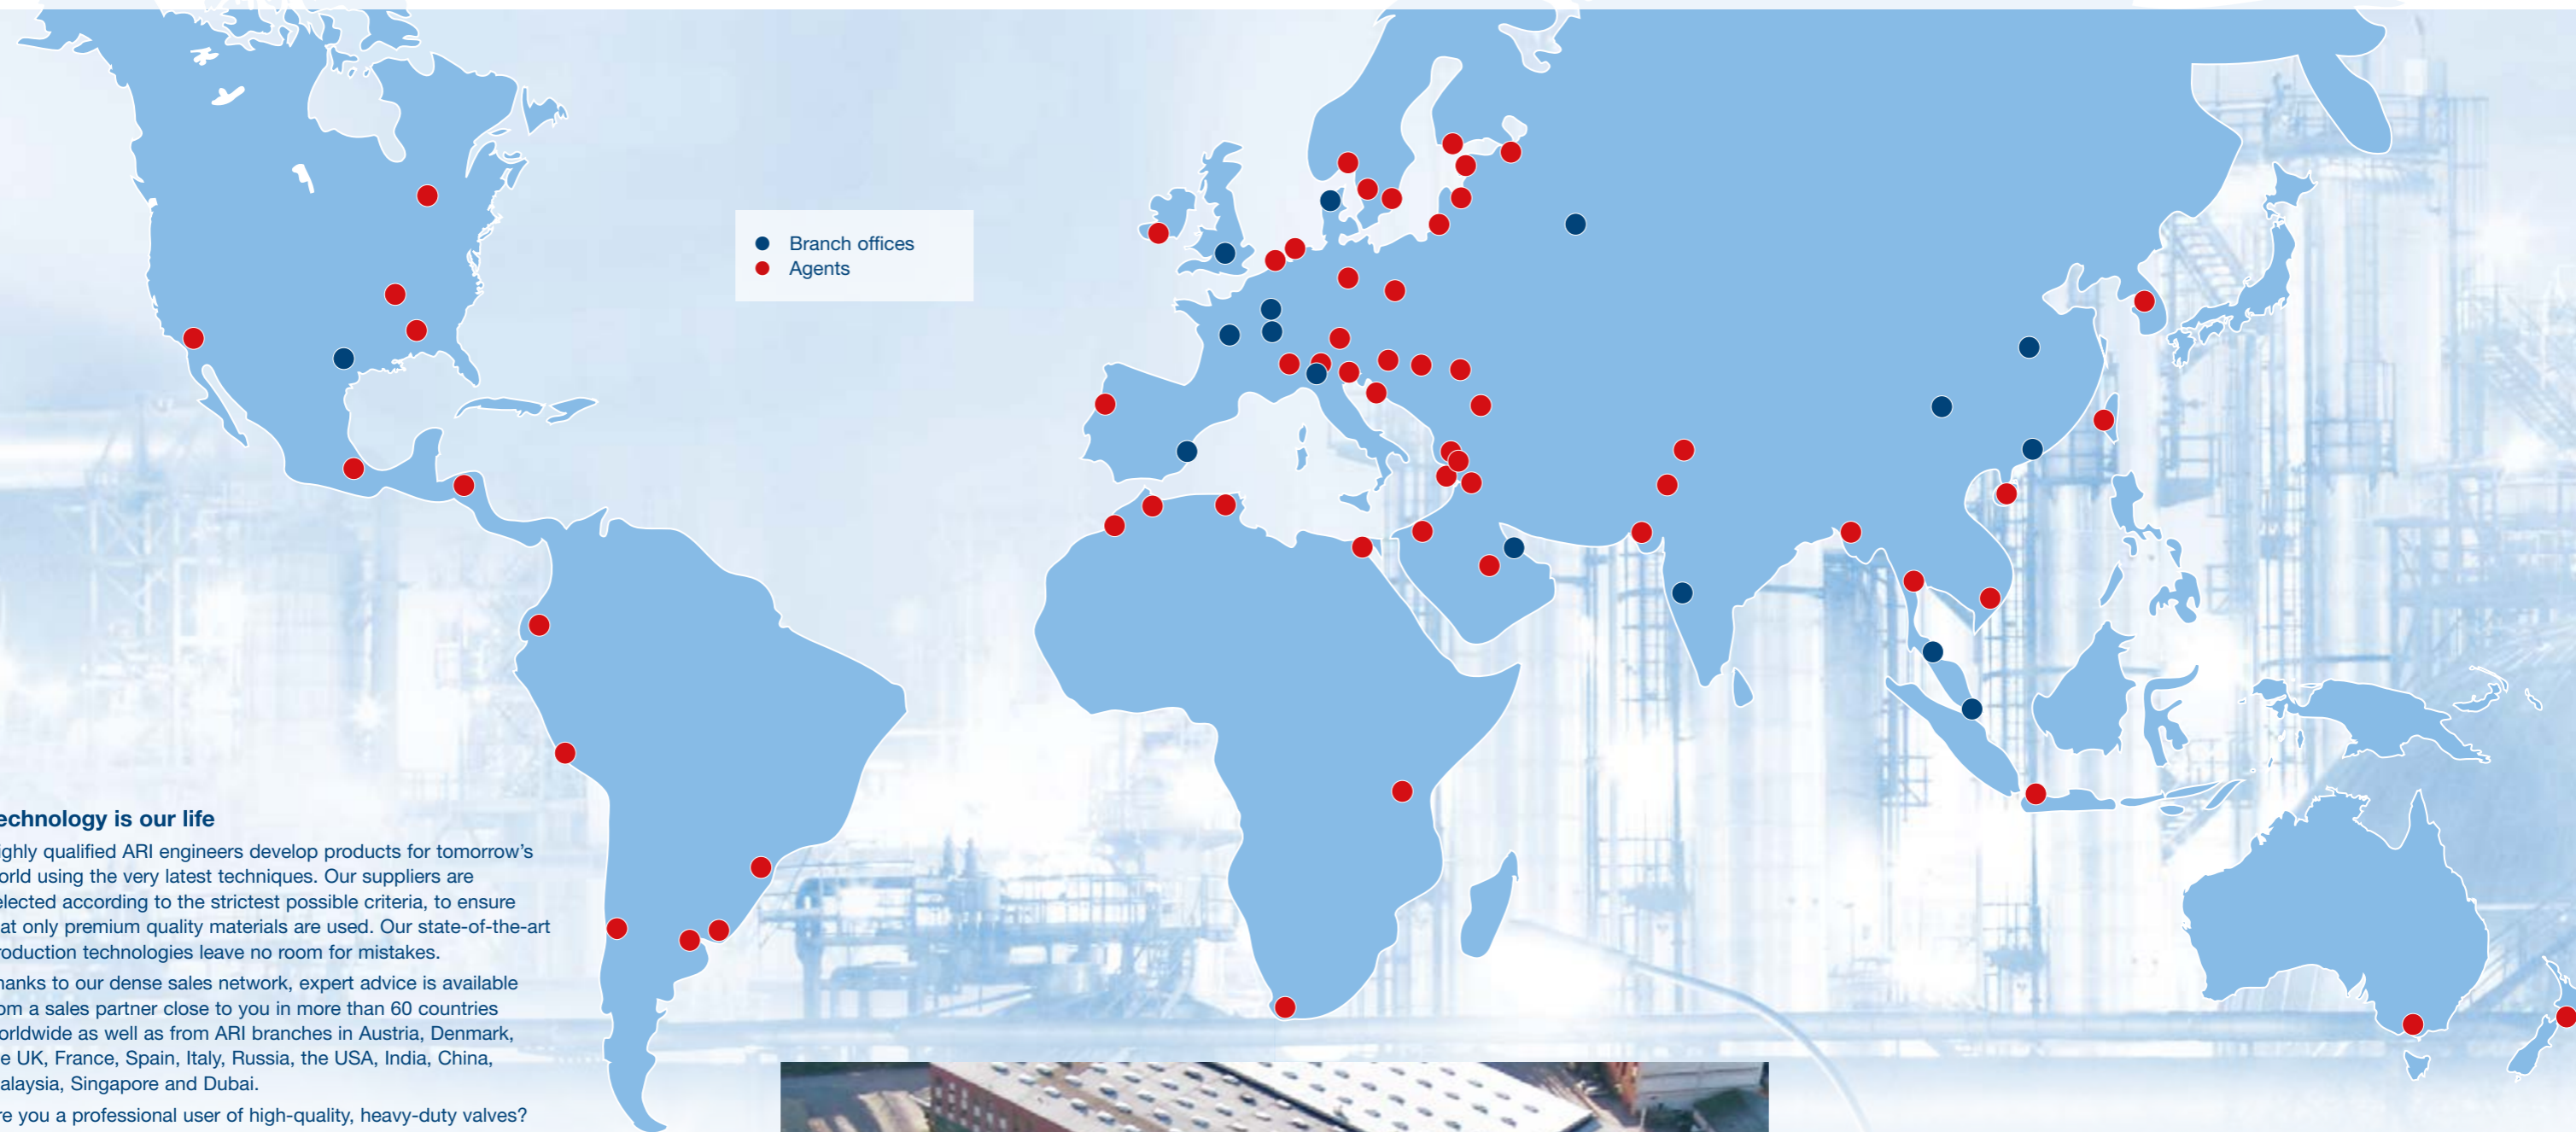 Branch offices
Agents
echnology is our life
ighly qualified ARI engineers develop products for tomorrow's
orld using the very latest techniques. Our suppliers are
elected according to the strictest possible criteria, to ensure
at only premium quality materials are used. Our state-of-the-art
roduction technologies leave no room for mistakes.
hanks to our dense sales network, expert advice is available
om a sales partner close to you in more than 60 countries
orldwide as well as from ARI branches in Austria, Denmark,
e UK, France, Spain, Italy, Russia, the USA, India, China,
alaysia, Singapore and Dubai.
re you a professional user of high-quality, heavy-duty valves?